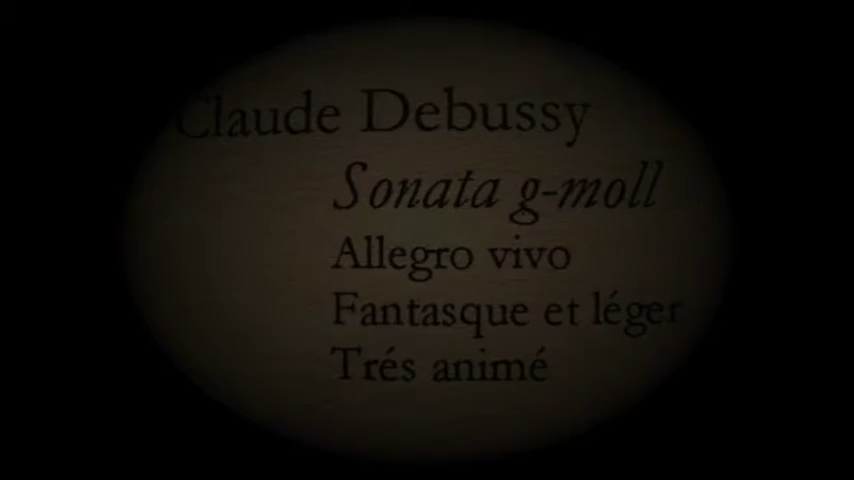 Claude Debussy
Sonata g-moll
Allegro vivo
Fantasque et léger
Trés animé